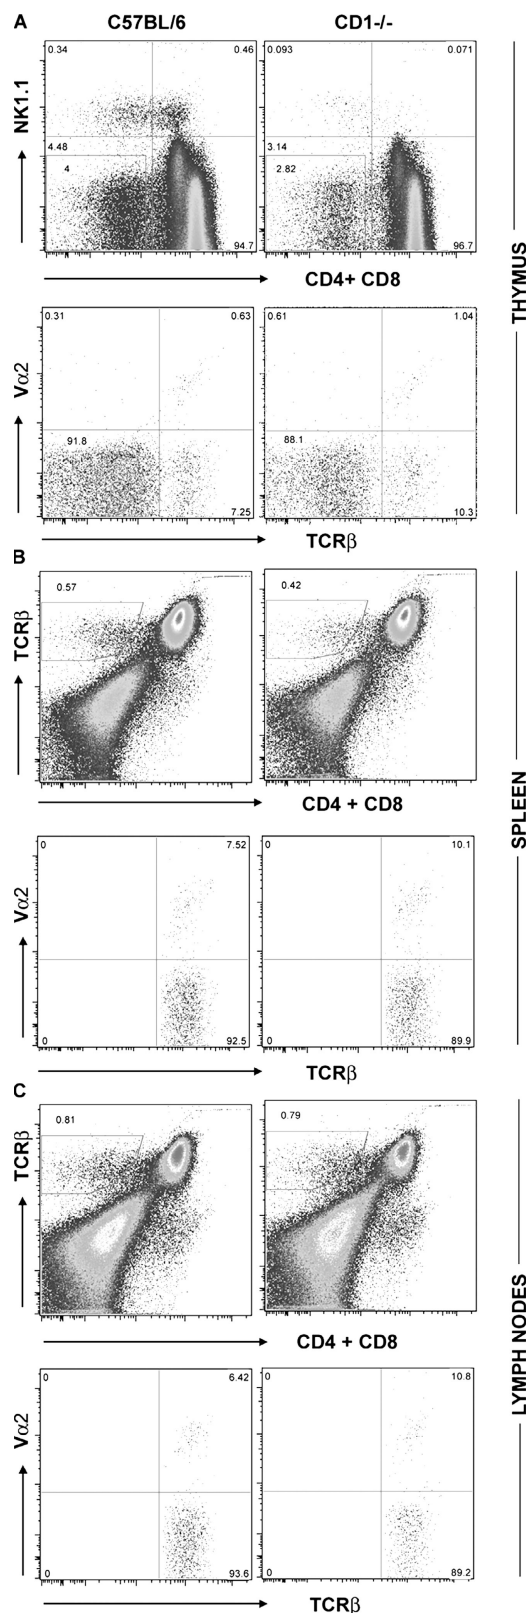 A
C57BL/6
CD1-/-
0.34
0.46
0.093
0.071
NK1.1
4.48
4
94.7
3.14
2.82
96.7
CD4+ CD8
THYMUS
0.31
0.63
0.61
1.04
Vα2
91.8
7.25
88.1
10.3
TCRβ
B
0.57
0.42
TCRβ
CD4 + CD8
SPLEEN
0
7.52
0
10.1
Vα2
0
92.5
0
89.9
TCRβ
C
0.81
0.79
TCRβ
CD4 + CD8
LYMPH NODES
0
6.42
0
10.8
Vα2
0
93.6
0
89.2
TCRβ